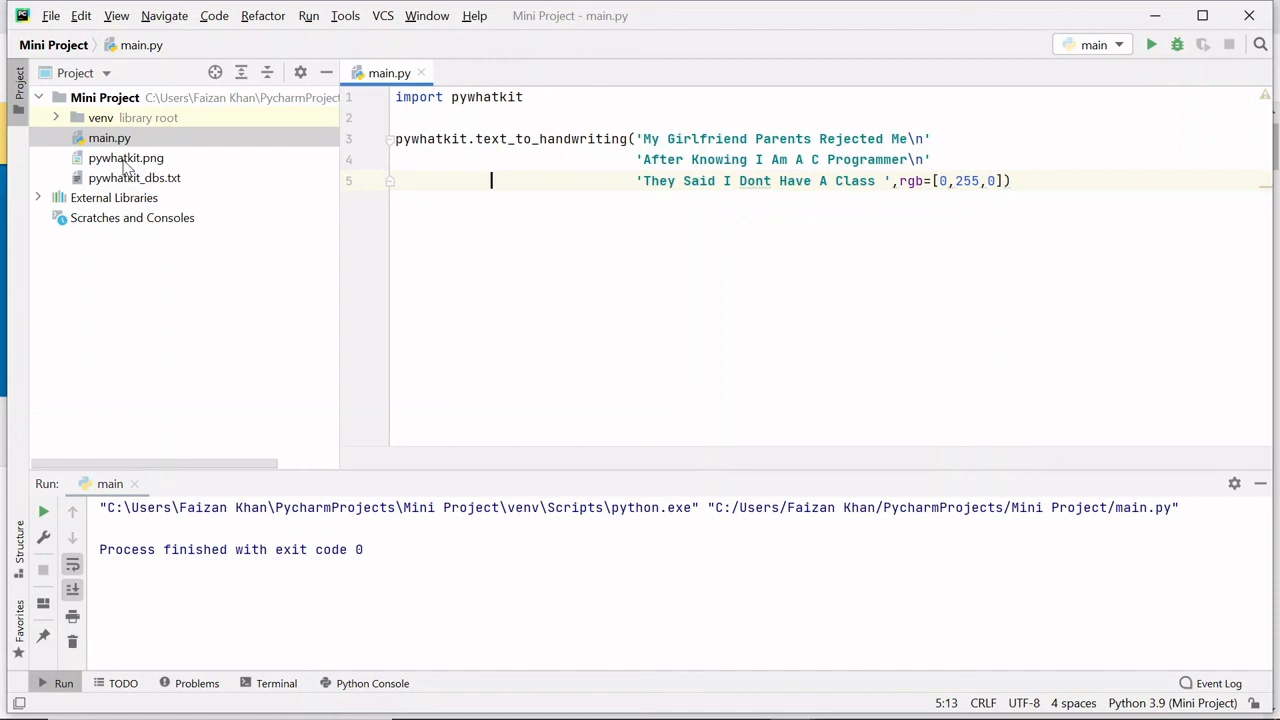 File Edit View Navigate Code Refactor Run Tools VCS Window Help Mini Project - main.py
Mini Project main.py main
Project main.py
Project
Mini Project C:\Users\Faizan Khan\PycharmProjec
venv library root
main.py
pywhatkit.png
pywhatkit_dbs.txt
External Libraries
Scratches and Consoles
1 import pywhatkit
2
3 pywhatkit.text_to_handwriting('My Girlfriend Parents Rejected Me\n'
4 'After Knowing I Am A C Programmer\n'
5 'They Said I Dont Have A Class ',rgb=[0,255,0])
Run: main
"C:\Users\Faizan Khan\PycharmProjects\Mini Project\venv\Scripts\python.exe" "C:/Users/Faizan Khan/PycharmProjects/Mini Project/main.py"
Process finished with exit code 0
Structure
Favorites
Run TODO Problems Terminal Python Console Event Log
5:13 CRLF UTF-8 4 spaces Python 3.9 (Mini Project)